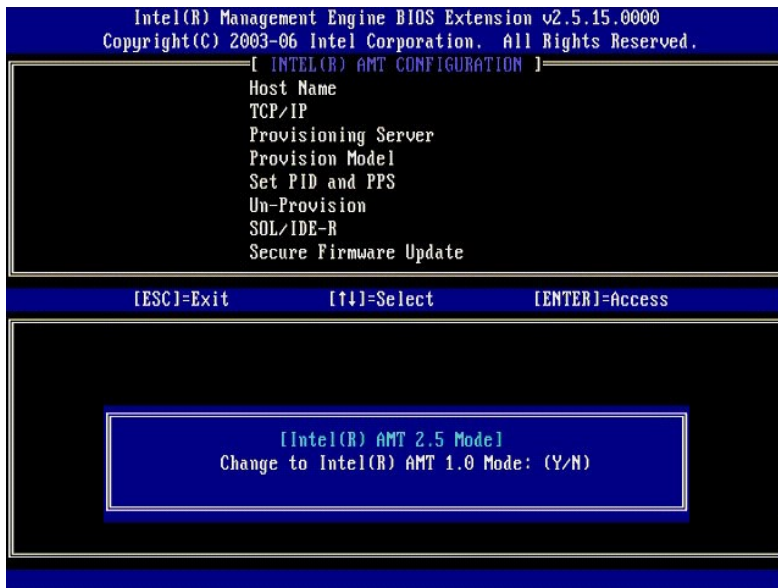 Intel(R) Management Engine BIOS Extension v2.5.15.0000
Copyright(C) 2003-06 Intel Corporation. All Rights Reserved.
[ INTEL(R) AMT CONFIGURATION ]
Host Name
TCP/IP
Provisioning Server
Provision Model
Set PID and PPS
Un-Provision
SOL/IDE-R
Secure Firmware Update
[ESC]=Exit [↑↓]=Select [ENTER]=Access
[Intel(R) AMT 2.5 Mode]
Change to Intel(R) AMT 1.0 Mode: (Y/N)